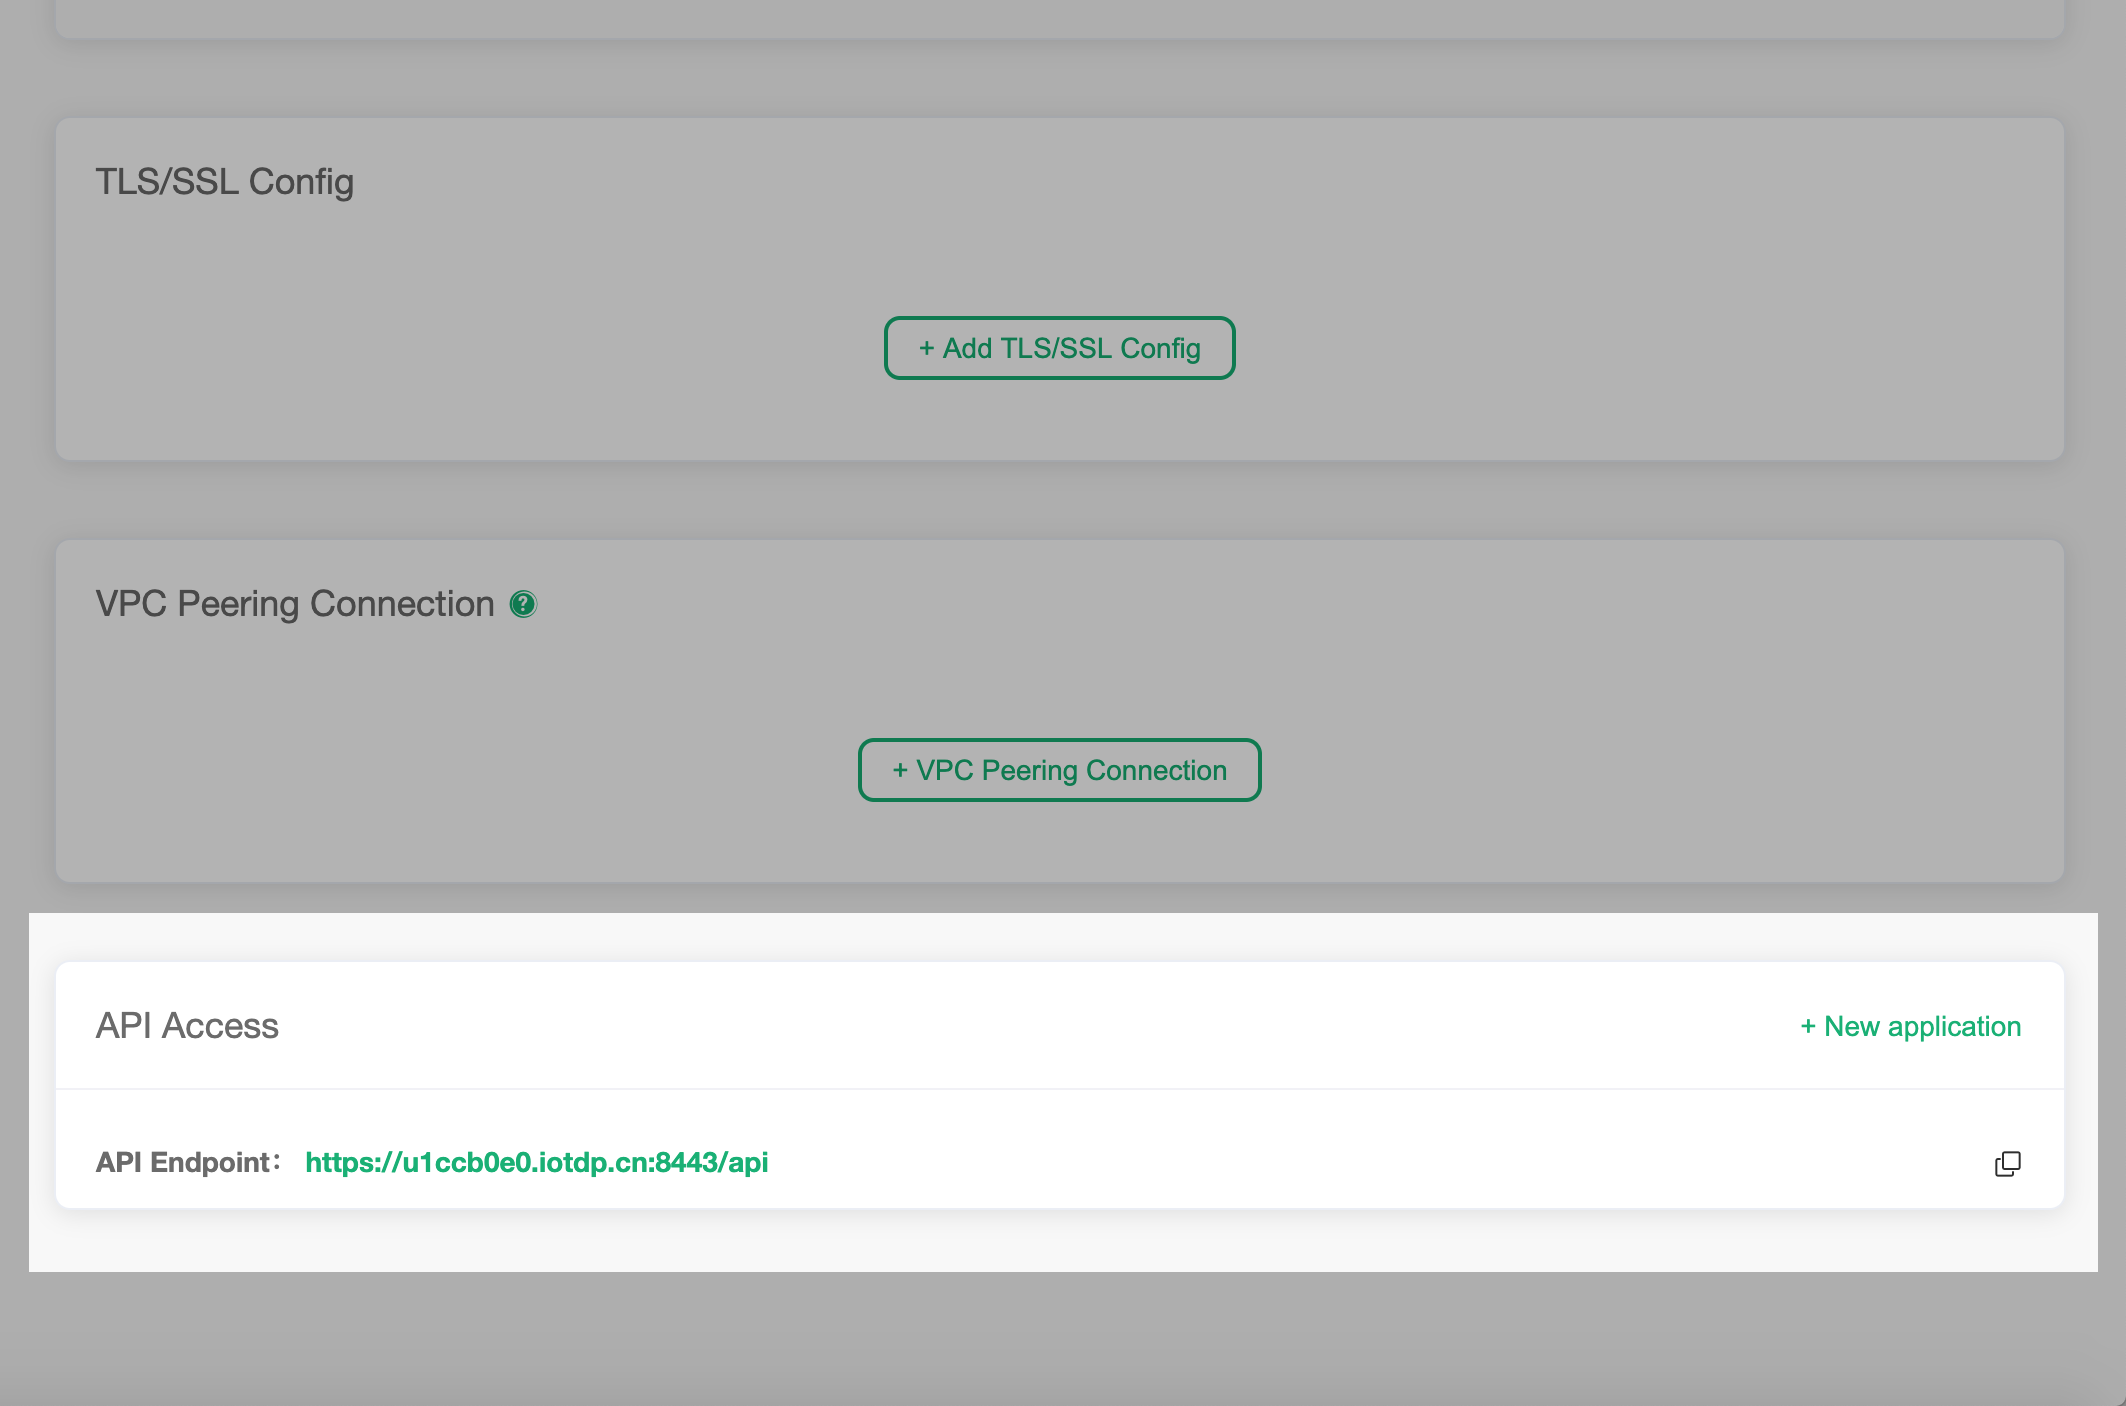 TLS/SSL Config
+ Add TLS/SSL Config
VPC Peering Connection ?
+ VPC Peering Connection
API Access
+ New application
API Endpoint： https://u1ccb0e0.iotdp.cn:8443/api